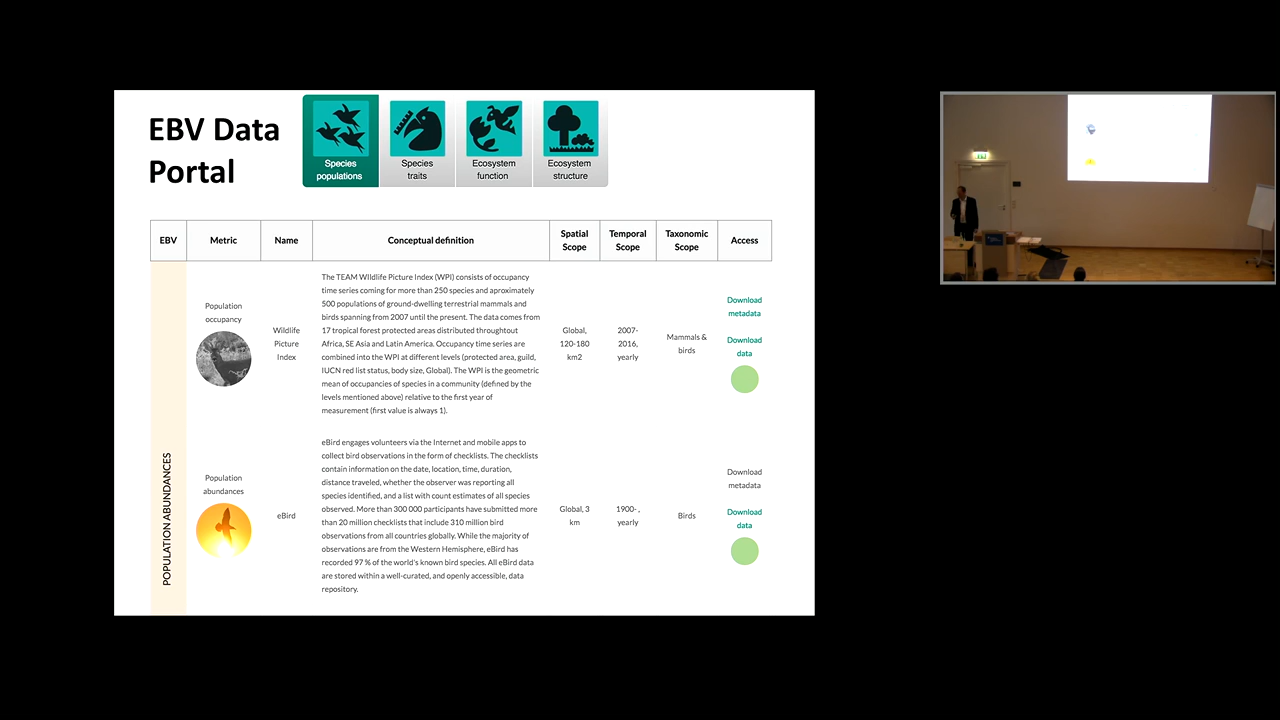 EBV Data
Portal
Species
populations
Species
traits
Ecosystem
function
Ecosystem
structure
EBV
Metric
Name
Conceptual definition
Spatial
Scope
Temporal
Scope
Taxonomic
Scope
Access
POPULATION ABUNDANCES
Population
occupancy
Wildlife
Picture
Index
The TEAM Wildlife Picture Index (WPI) consists of occupancy
time series coming for more than 250 species and aproximately
500 populations of ground-dwelling terrestrial mammals and
birds spanning from 2007 until the present. The data comes from
17 tropical forest protected areas distributed throughtout
Africa, SE Asia and Latin America. Occupancy time series are
combined into the WPI at different levels (protected area, guild,
IUCN red list status, body size, Global). The WPI is the geometric
mean of occupancies of species in a community (defined by the
levels mentioned above) relative to the first year of
measurement (first value is always 1).
Global,
120-180
km2
2007-
2016,
yearly
Mammals &
birds
Download
metadata
Download
data
Population
abundances
eBird
eBird engages volunteers via the Internet and mobile apps to
collect bird observations in the form of checklists. The checklists
contain information on the date, location, time, duration,
distance traveled, whether the observer was reporting all
species identified, and a list with count estimates of all species
observed. More than 300 000 participants have submitted more
than 20 million checklists that include 310 million bird
observations from all countries globally. While the majority of
observations are from the Western Hemisphere, eBird has
recorded 97 % of the world's known bird species. All eBird data
are stored within a well-curated, and openly accessible, data
repository.
Global, 3
km
1900- ,
yearly
Birds
Download
metadata
Download
data